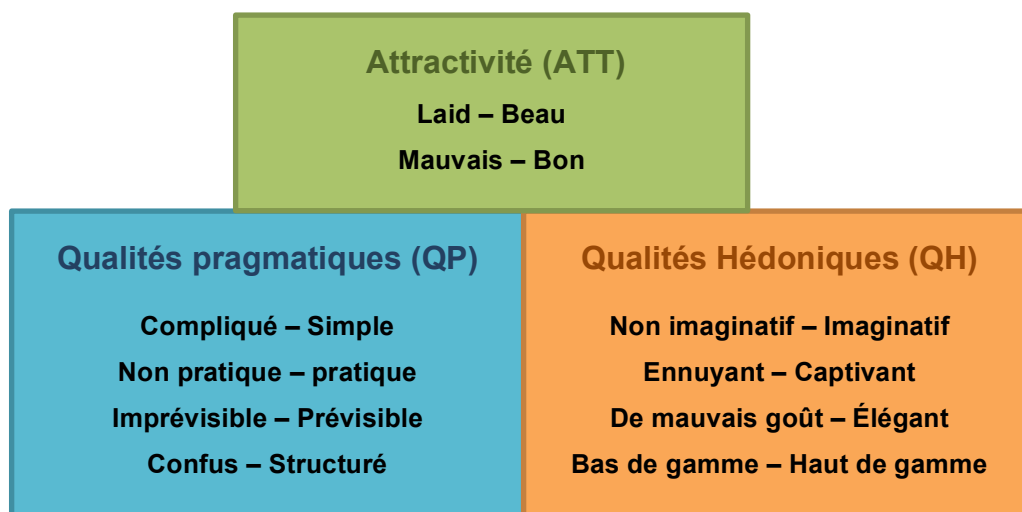 Attractivité (ATT)
Laid – Beau
Mauvais – Bon
Qualités pragmatiques (QP)
Compliqué – Simple
Non pratique – pratique
Imprévisible – Prévisible
Confus – Structuré
Qualités Hédoniques (QH)
Non imaginatif – Imaginatif
Ennuyant – Captivant
De mauvais goût – Élégant
Bas de gamme – Haut de gamme